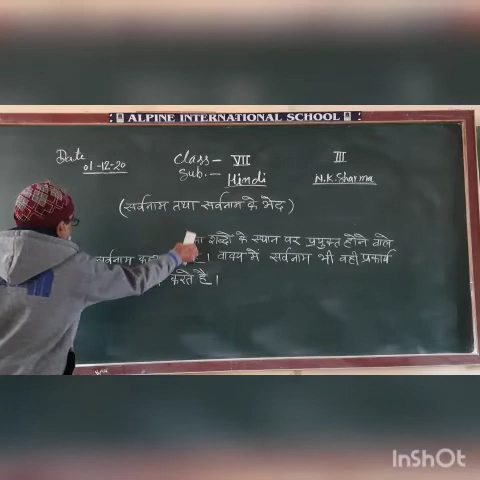 ALPINE INTERNATIONAL SCHOOL
Date 01-12-20
Class - VII III
Sub. - Hindi N.K.Sharma
(सर्वनाम तथा सर्वनाम के भेद)
शब्दों के स्थान पर प्रयुक्त होने वाले
सर्वनाम । वाक्य में सर्वनाम भी वही प्रकार्य
करते है ।
InShOt